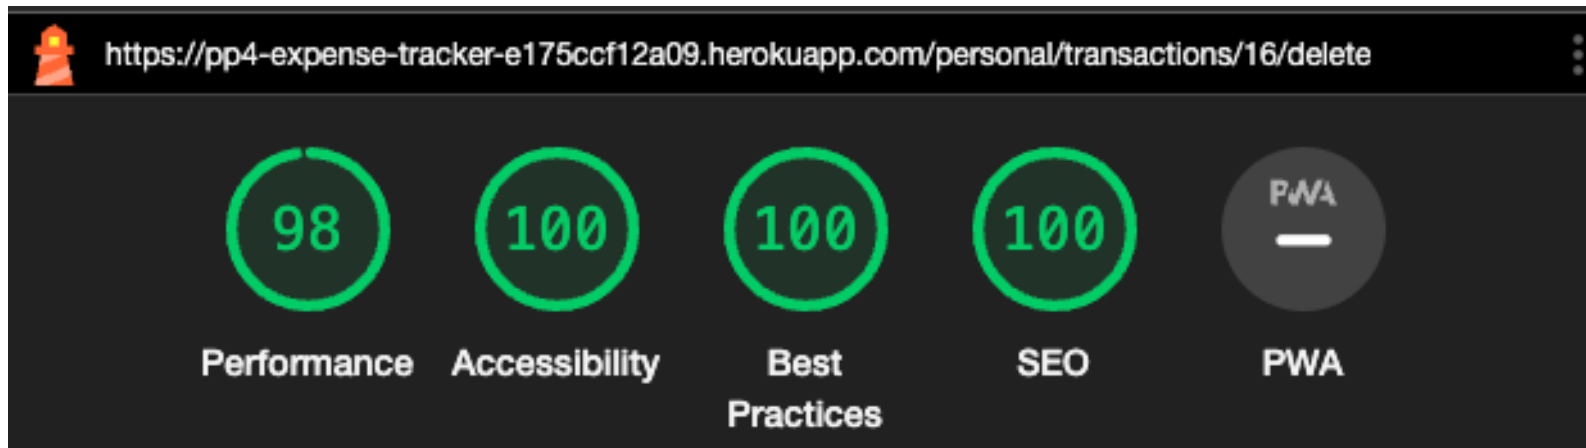 https://pp4-expense-tracker-e175ccf12a09.herokuapp.com/personal/transactions/16/delete
98
100
100
100
PWA
Performance
Accessibility
Best
Practices
SEO
PWA